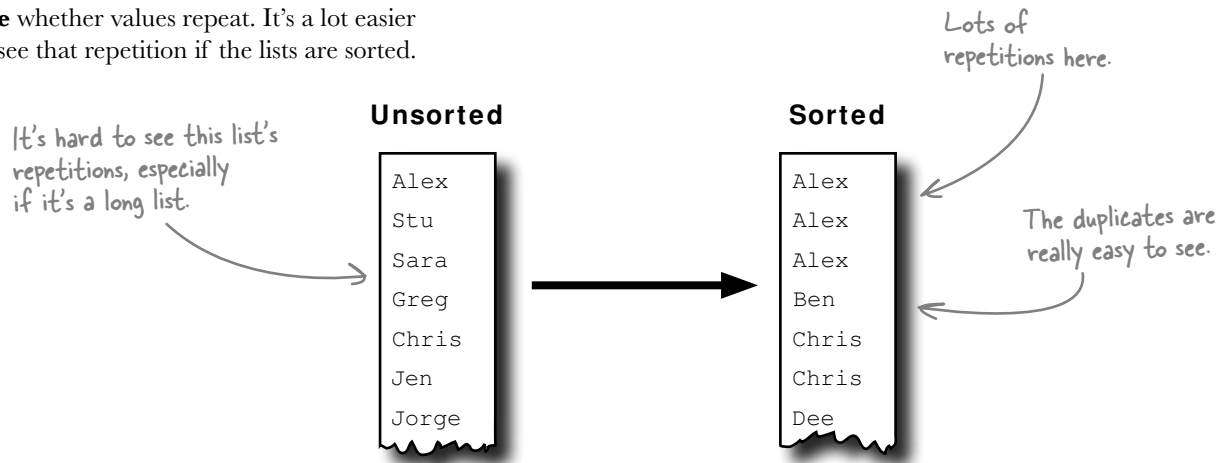 e whether values repeat. It's a lot easier
see that repetition if the lists are sorted.
Lots of
repetitions here.
Unsorted
Sorted
It's hard to see this list's
repetitions, especially
if it's a long list.
Alex
Stu
Sara
Greg
Chris
Jen
Jorge
Alex
Alex
Alex
Ben
Chris
Chris
Dee
The duplicates are
really easy to see.